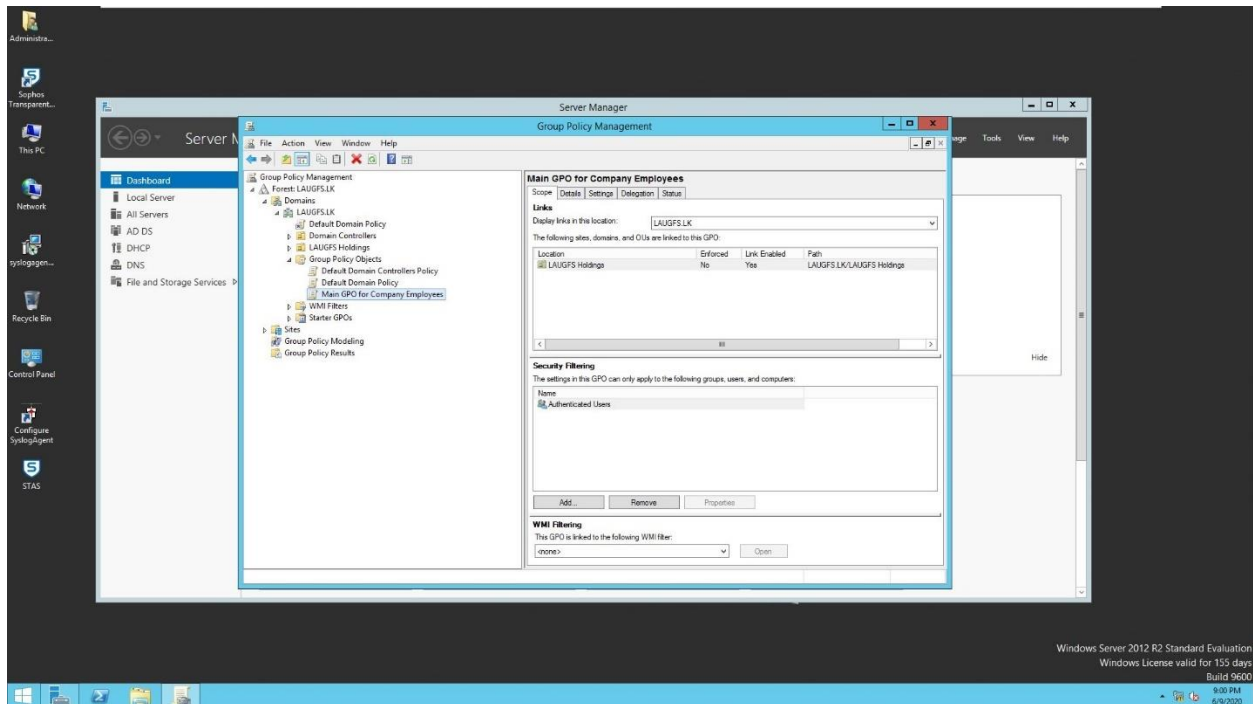 Administra...
Sophos
Transparent...
This PC
Network
syslogagen...
Recycle Bin
Control Panel
Configure
SyslogAgent
STAS
Server Manager
Server M
Tools View Help
Dashboard
Local Server
All Servers
AD DS
DHCP
DNS
File and Storage Services
Hide
Group Policy Management
File Action View Window Help
Group Policy Management
Forest: LAUGFS.LK
Domains
LAUGFS.LK
Default Domain Policy
Domain Controllers
LAUGFS Holdings
Group Policy Objects
Default Domain Controllers Policy
Default Domain Policy
Main GPO for Company Employees
WMI Filters
Starter GPOs
Sites
Group Policy Modeling
Group Policy Results
Main GPO for Company Employees
Scope Details Settings Delegation Status
Links
Display links in this location: LAUGFS.LK
The following sites, domains, and OUs are linked to this GPO:
Location Enforced Link Enabled Path
LAUGFS Holdings No Yes LAUGFS.LK/LAUGFS Holdings
Security Filtering
The settings in this GPO can only apply to the following groups, users, and computers:
Name
Authenticated Users
Add... Remove Properties
WMI Filtering
This GPO is linked to the following WMI filter:
<none> Open
Windows Server 2012 R2 Standard Evaluation
Windows License valid for 155 days
Build 9600
9:00 PM
6/9/2020